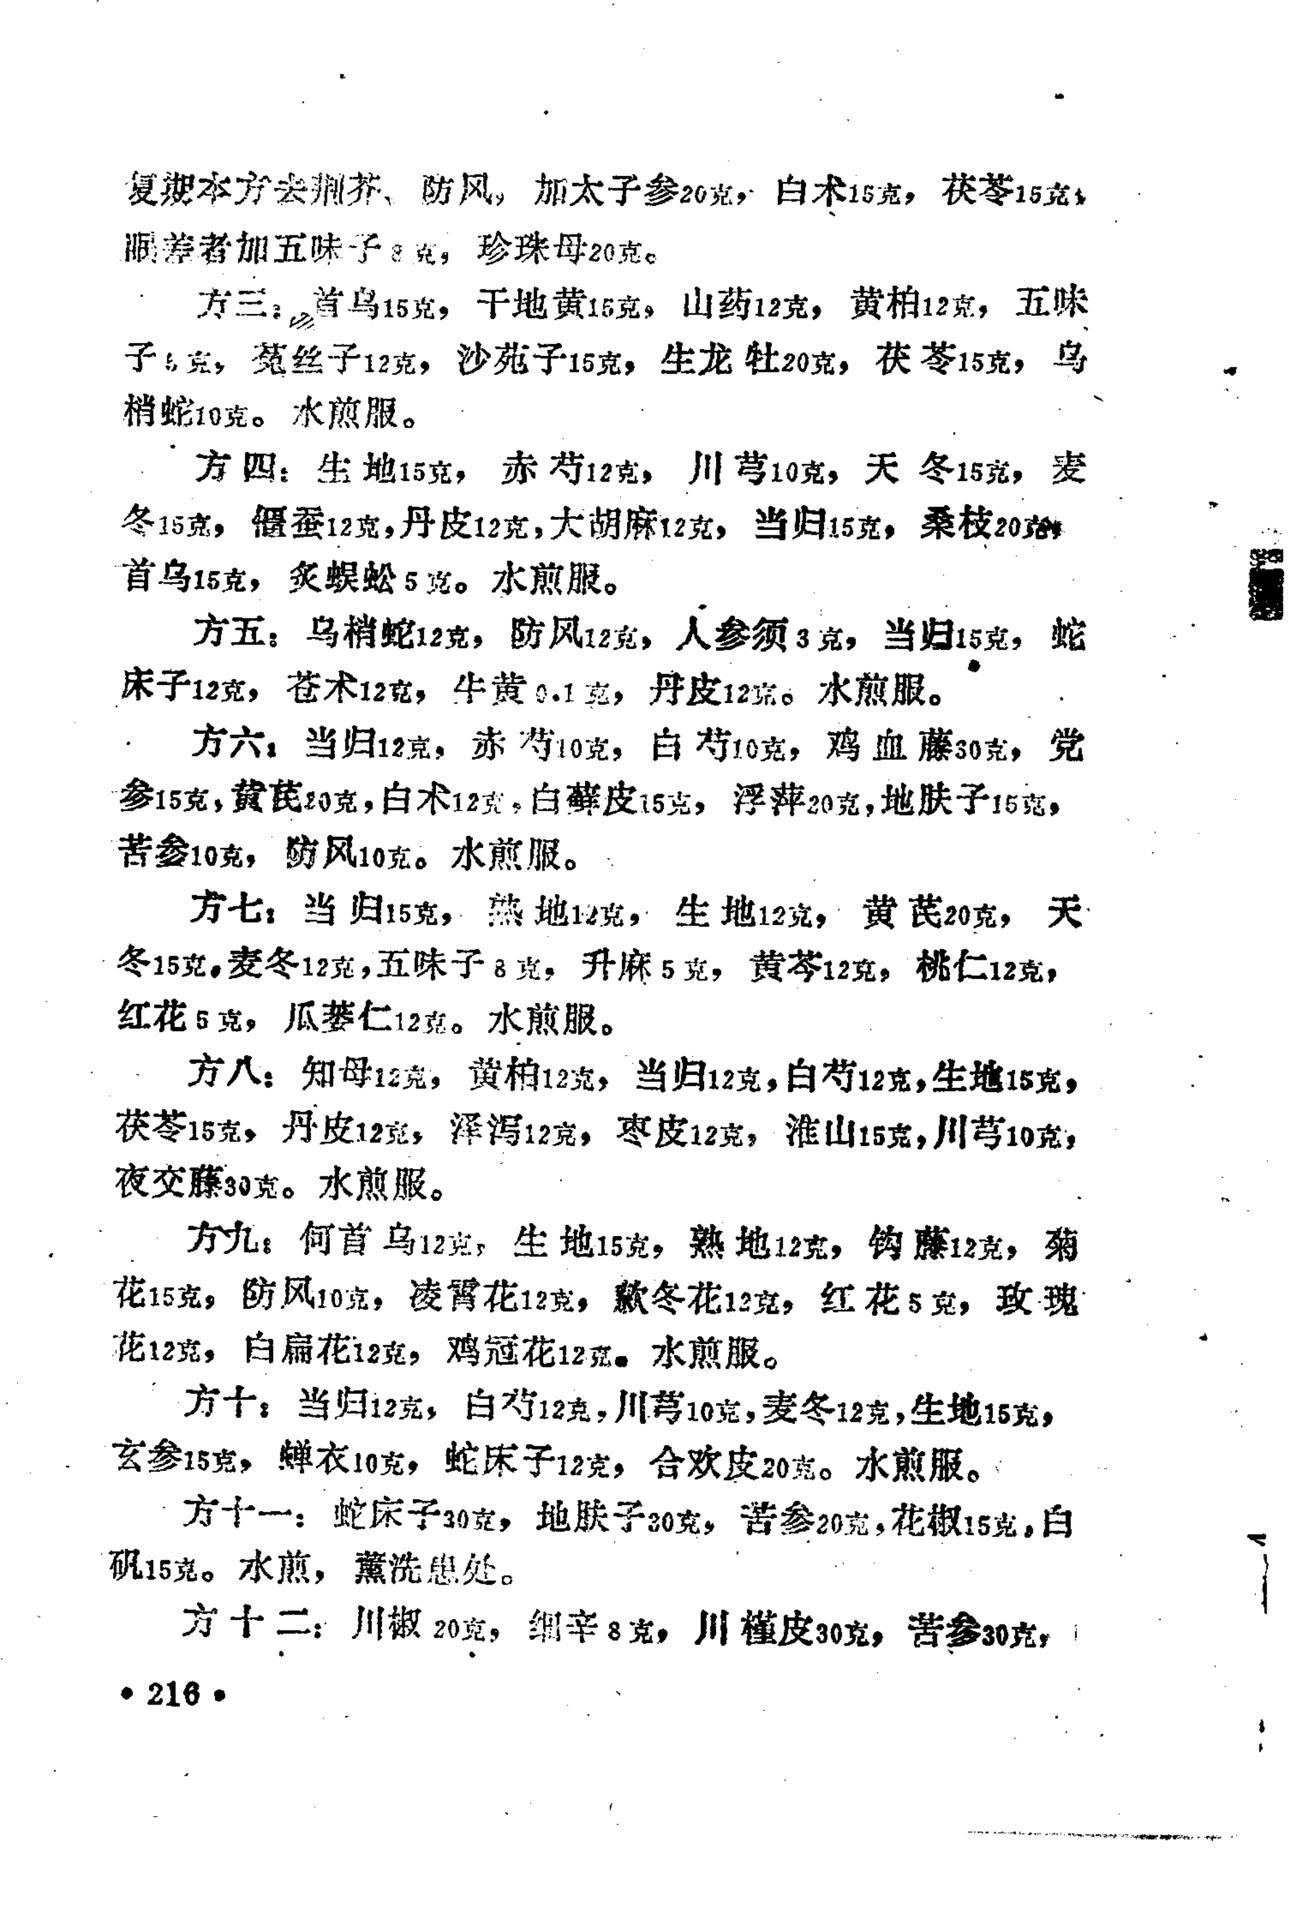 复期本方去荆芥、防风，加太子参20克，白术15克，茯苓15克；
眠差者加五味子8克，珍珠母20克。
方三：首乌15克，干地黄15克，山药12克，黄柏12克，五味
子5克，菟丝子12克，沙苑子15克，生龙牡20克，茯苓15克，乌
梢蛇10克。水煎服。
方四：生地15克，赤芍12克，川芎10克，天冬15克，麦
冬15克，僵蚕12克，丹皮12克，大胡麻12克，当归15克，桑枝20克，
首乌15克，炙蜈蚣5克。水煎服。
方五：乌梢蛇12克，防风12克，人参须3克，当归15克，蛇
床子12克，苍术12克，牛黄0.1克，丹皮12克。水煎服。
方六：当归12克，赤芍10克，白芍10克，鸡血藤30克，党
参15克，黄芪20克，白术12克，白藓皮15克，浮萍20克，地肤子15克，
苦参10克，防风10克。水煎服。
方七：当归15克，熟地12克，生地12克，黄芪20克，天
冬15克，麦冬12克，五味子8克，升麻5克，黄芩12克，桃仁12克，
红花5克，瓜蒌仁12克。水煎服。
方八：知母12克，黄柏12克，当归12克，白芍12克，生地15克，
茯苓15克，丹皮12克，泽泻12克，枣皮12克，淮山15克，川芎10克，
夜交藤30克。水煎服。
方九：何首乌12克，生地15克，熟地12克，钩藤12克，菊
花15克，防风10克，凌霄花12克，款冬花12克，红花5克，玫瑰
花12克，白扁花12克，鸡冠花12克。水煎服。
方十：当归12克，白芍12克，川芎10克，麦冬12克，生地15克，
玄参15克，蝉衣10克，蛇床子12克，合欢皮20克。水煎服。
方十一：蛇床子30克，地肤子30克，苦参20克，花椒15克，白
矾15克。水煎，薰洗患处。
方十二：川椒20克，细辛8克，川槿皮30克，苦参30克，
•216•